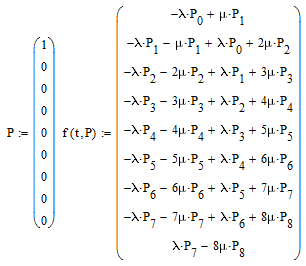 P :=
1
0
0
0
0
0
0
0
0
f(t,P) :=
-λ·P₀ + μ·P₁
-λ·P₁ - μ·P₁ + λ·P₀ + 2μ·P₂
-λ·P₂ - 2μ·P₂ + λ·P₁ + 3μ·P₃
-λ·P₃ - 3μ·P₃ + λ·P₂ + 4μ·P₄
-λ·P₄ - 4μ·P₄ + λ·P₃ + 5μ·P₅
-λ·P₅ - 5μ·P₅ + λ·P₄ + 6μ·P₆
-λ·P₆ - 6μ·P₆ + λ·P₅ + 7μ·P₇
-λ·P₇ - 7μ·P₇ + λ·P₆ + 8μ·P₈
λ·P₇ - 8μ·P₈